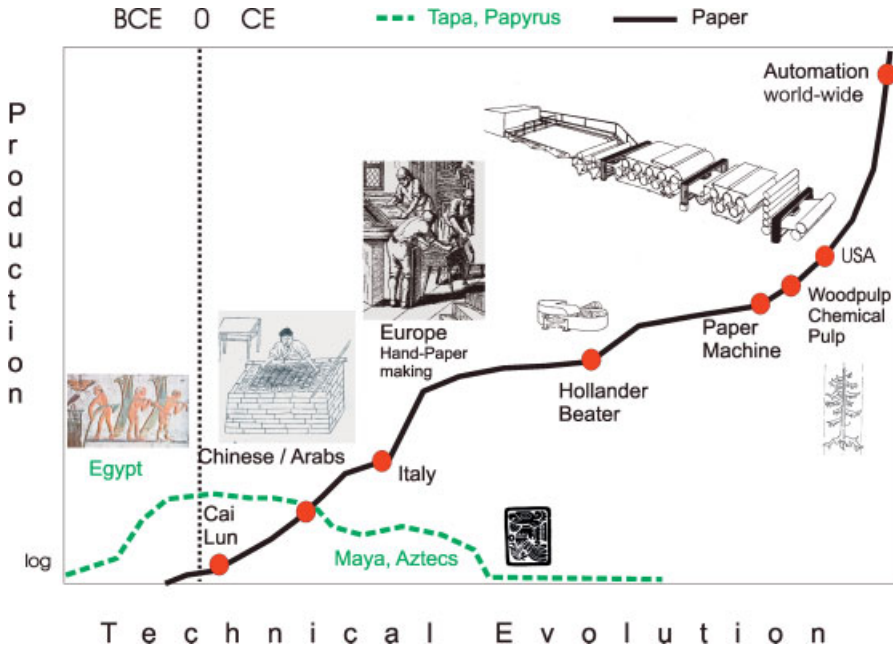 BCE 0 CE
Tapa, Papyrus
Paper
Production
Automation
world-wide
USA
Woodpulp
Chemical
Pulp
Paper
Machine
Europe
Hand-Paper
making
Hollander
Beater
Egypt
Chinese / Arabs
Italy
Cai
Lun
Maya, Aztecs
log
Technical Evolution